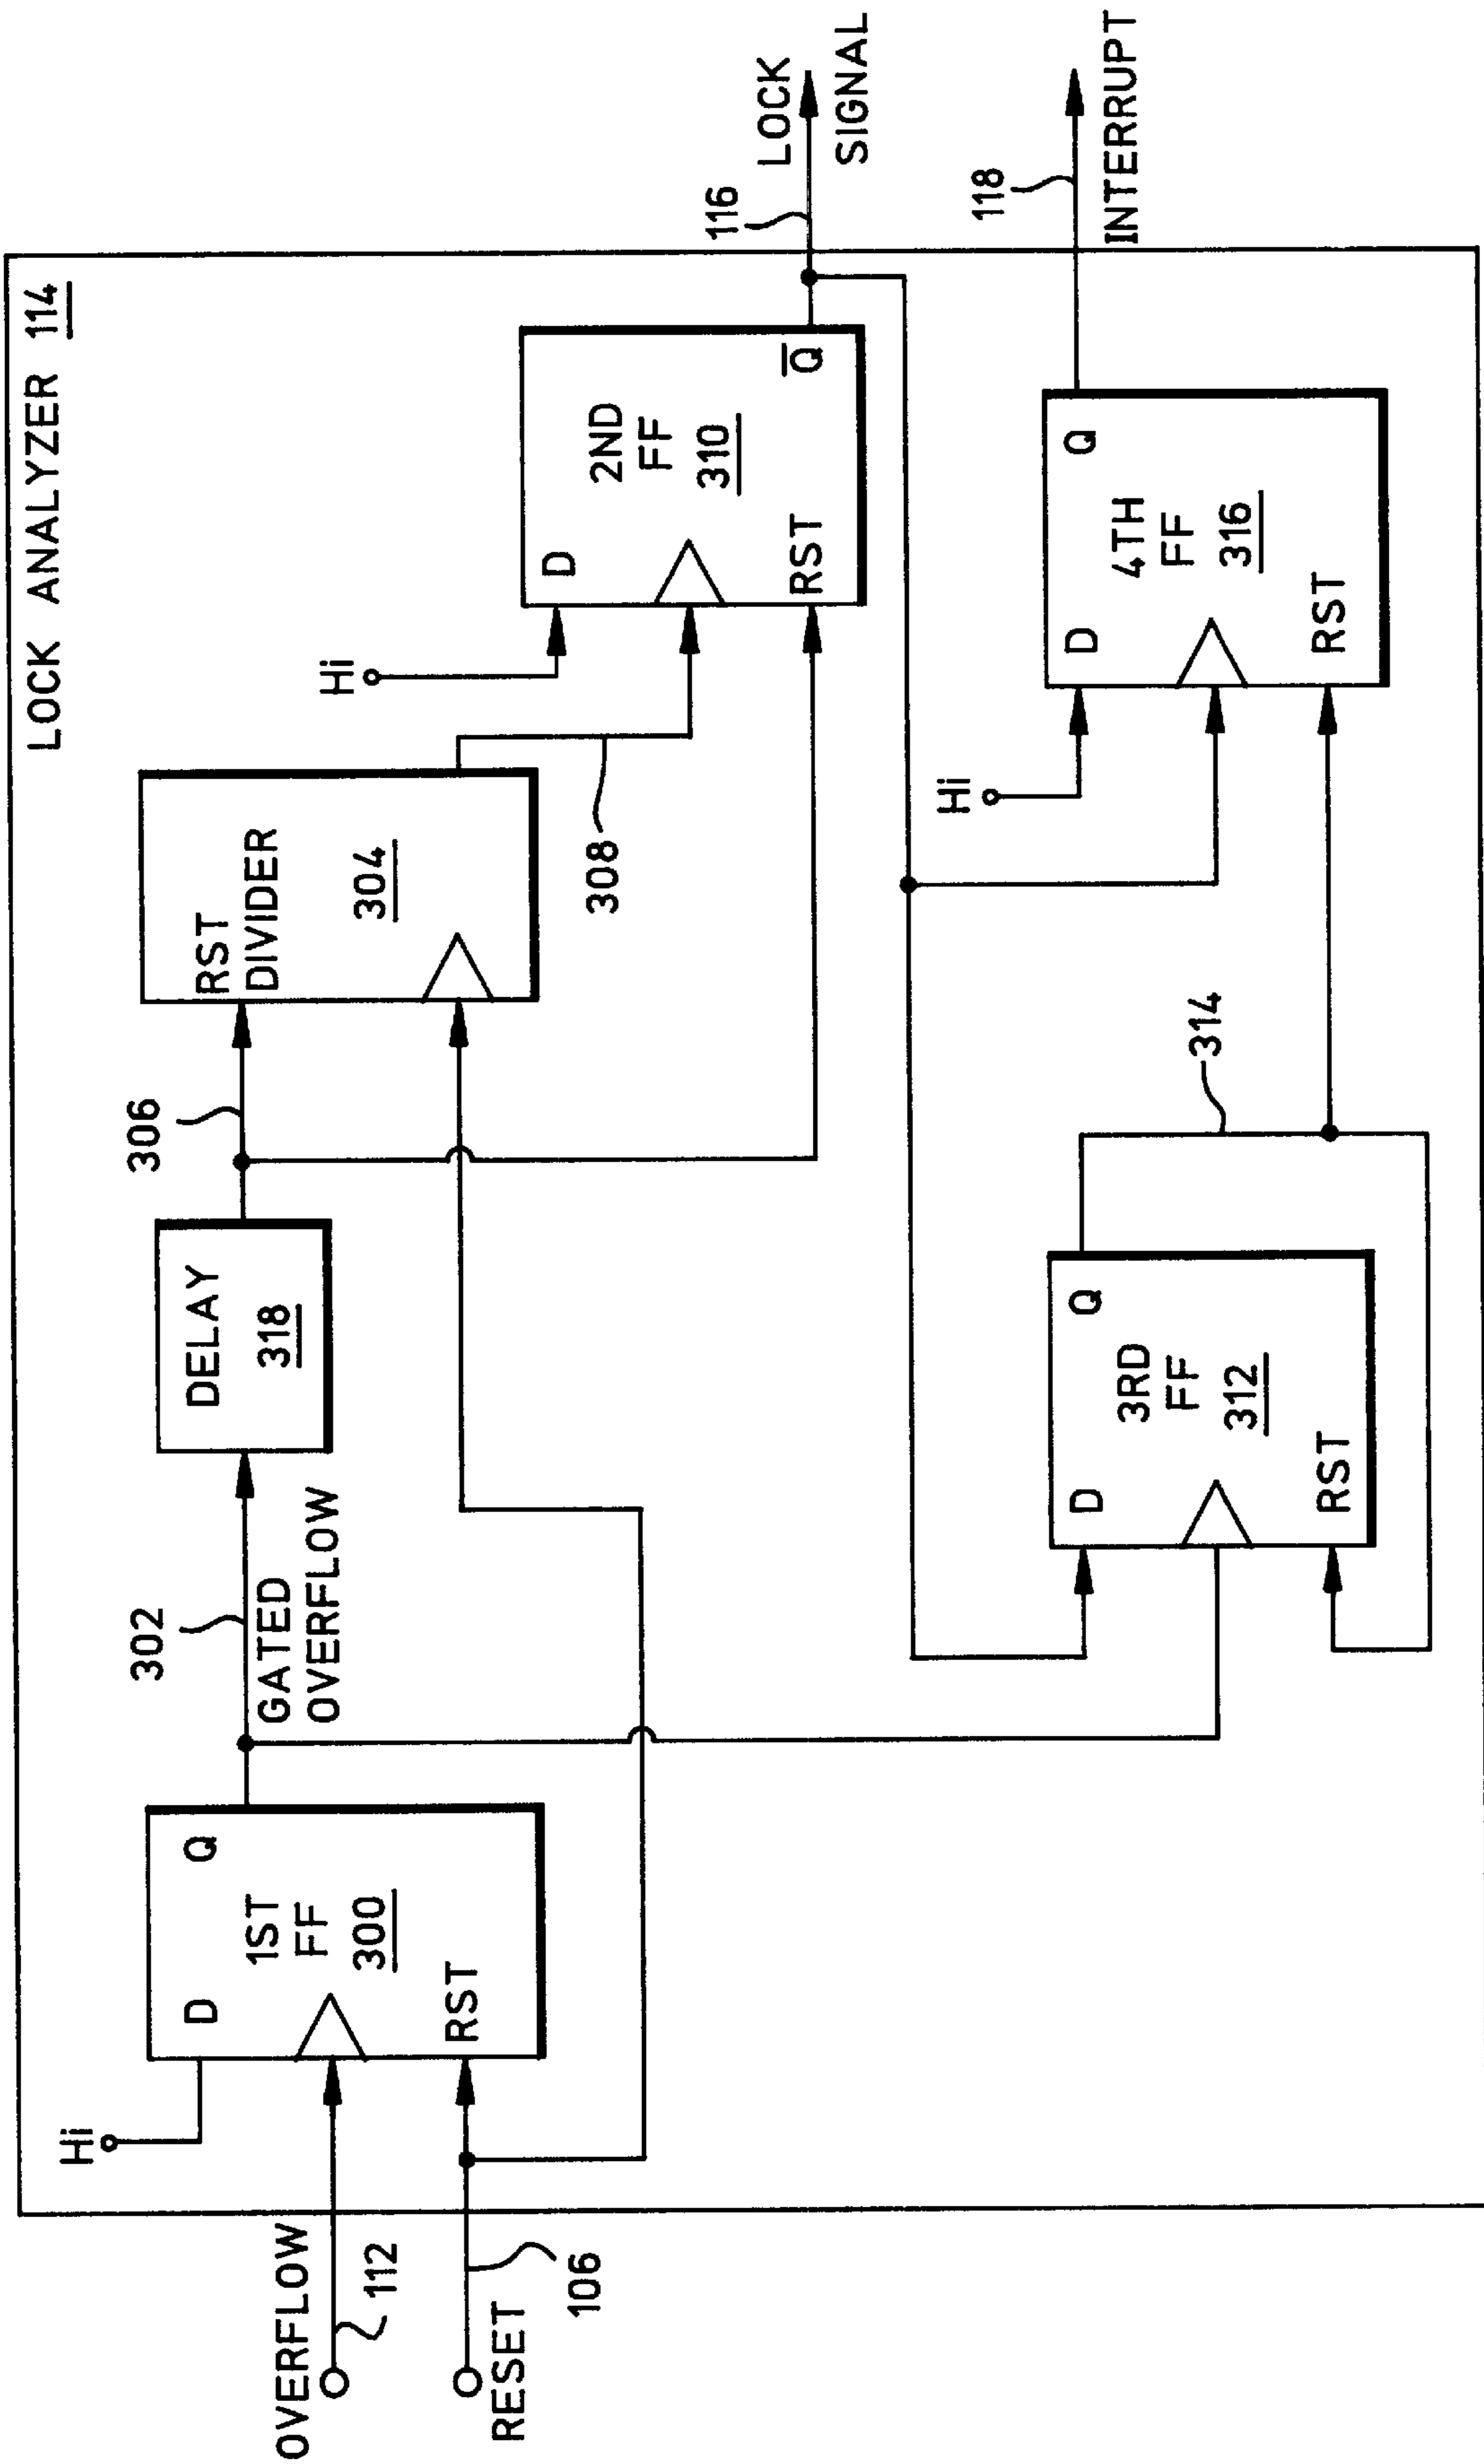 LOCK ANALYZER 114
OVERFLOW
112
RESET
106
Hi
D
Q
1ST
FF
300
RST
302
GATED
OVERFLOW
DELAY
318
306
RST
DIVIDER
304
308
Hi
D
2ND
FF
310
RST
Q̅
116
LOCK
SIGNAL
D
Q
3RD
FF
312
RST
314
Hi
D
Q
4TH
FF
316
RST
118
INTERRUPT